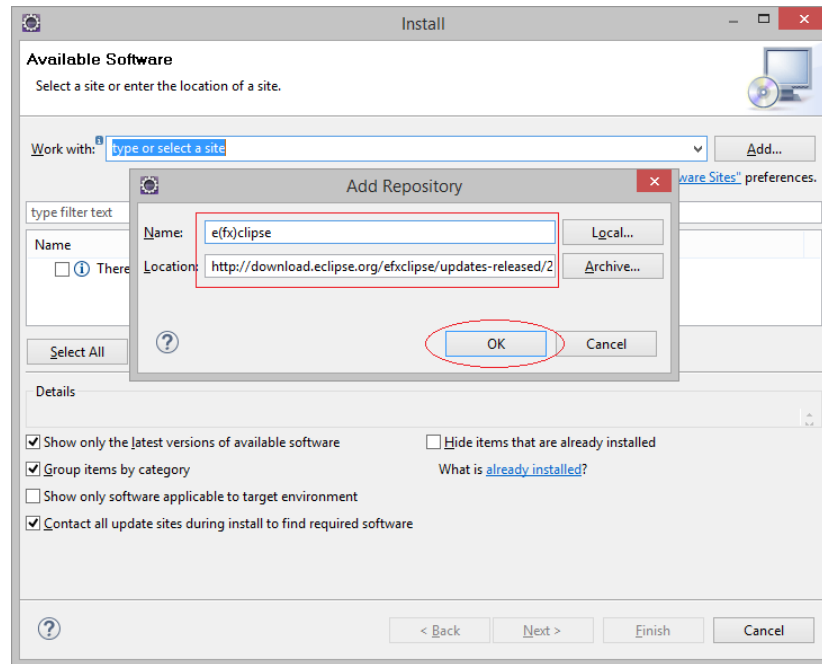 Install
Available Software
Select a site or enter the location of a site.
Work with: type or select a site Add...
ware Sites" preferences.
Add Repository
type filter text
Name: e(fx)clipse Local...
Name
Location: http://download.eclipse.org/efxclipse/updates-released/2 Archive...
There
OK Cancel
Select All
Details
Show only the latest versions of available software Hide items that are already installed
Group items by category What is already installed?
Show only software applicable to target environment
Contact all update sites during install to find required software
< Back Next > Finish Cancel